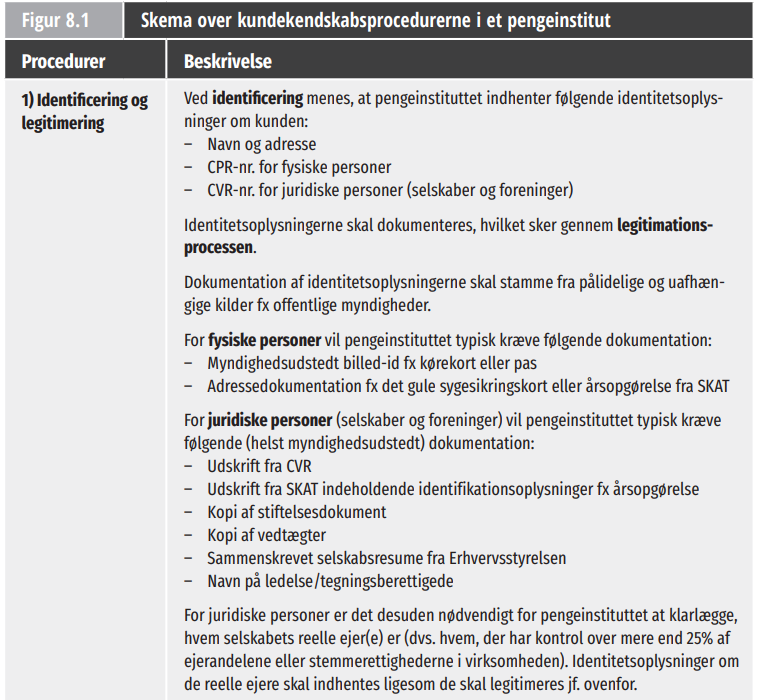 Figur 8.1 Skema over kundekendskabsprocedurerne i et pengeinstitut
Procedurer Beskrivelse
1) Identificering og
legitimering
Ved identificering menes, at pengeinstituttet indhenter følgende identitetsoplys-
ninger om kunden:
– Navn og adresse
– CPR-nr. for fysiske personer
– CVR-nr. for juridiske personer (selskaber og foreninger)
Identitetsoplysningerne skal dokumenteres, hvilket sker gennem legitimations-
processen.
Dokumentation af identitetsoplysningerne skal stamme fra pålidelige og uafhæn-
gige kilder fx offentlige myndigheder.
For fysiske personer vil pengeinstituttet typisk kræve følgende dokumentation:
– Myndighedsudstedt billed-id fx kørekort eller pas
– Adressedokumentation fx det gule sygesikringskort eller årsopgørelse fra SKAT
For juridiske personer (selskaber og foreninger) vil pengeinstituttet typisk kræve
følgende (helst myndighedsudstedt) dokumentation:
– Udskrift fra CVR
– Udskrift fra SKAT indeholdende identifikationsoplysninger fx årsopgørelse
– Kopi af stiftelsesdokument
– Kopi af vedtægter
– Sammenskrevet selskabsresume fra Erhvervsstyrelsen
– Navn på ledelse/tegningsberettigede
For juridiske personer er det desuden nødvendigt for pengeinstituttet at klarlægge,
hvem selskabets reelle ejer(e) er (dvs. hvem, der har kontrol over mere end 25% af
ejerandelene eller stemmerettighederne i virksomheden). Identitetsoplysninger om
de reelle ejere skal indhentes ligesom de skal legitimeres jf. ovenfor.